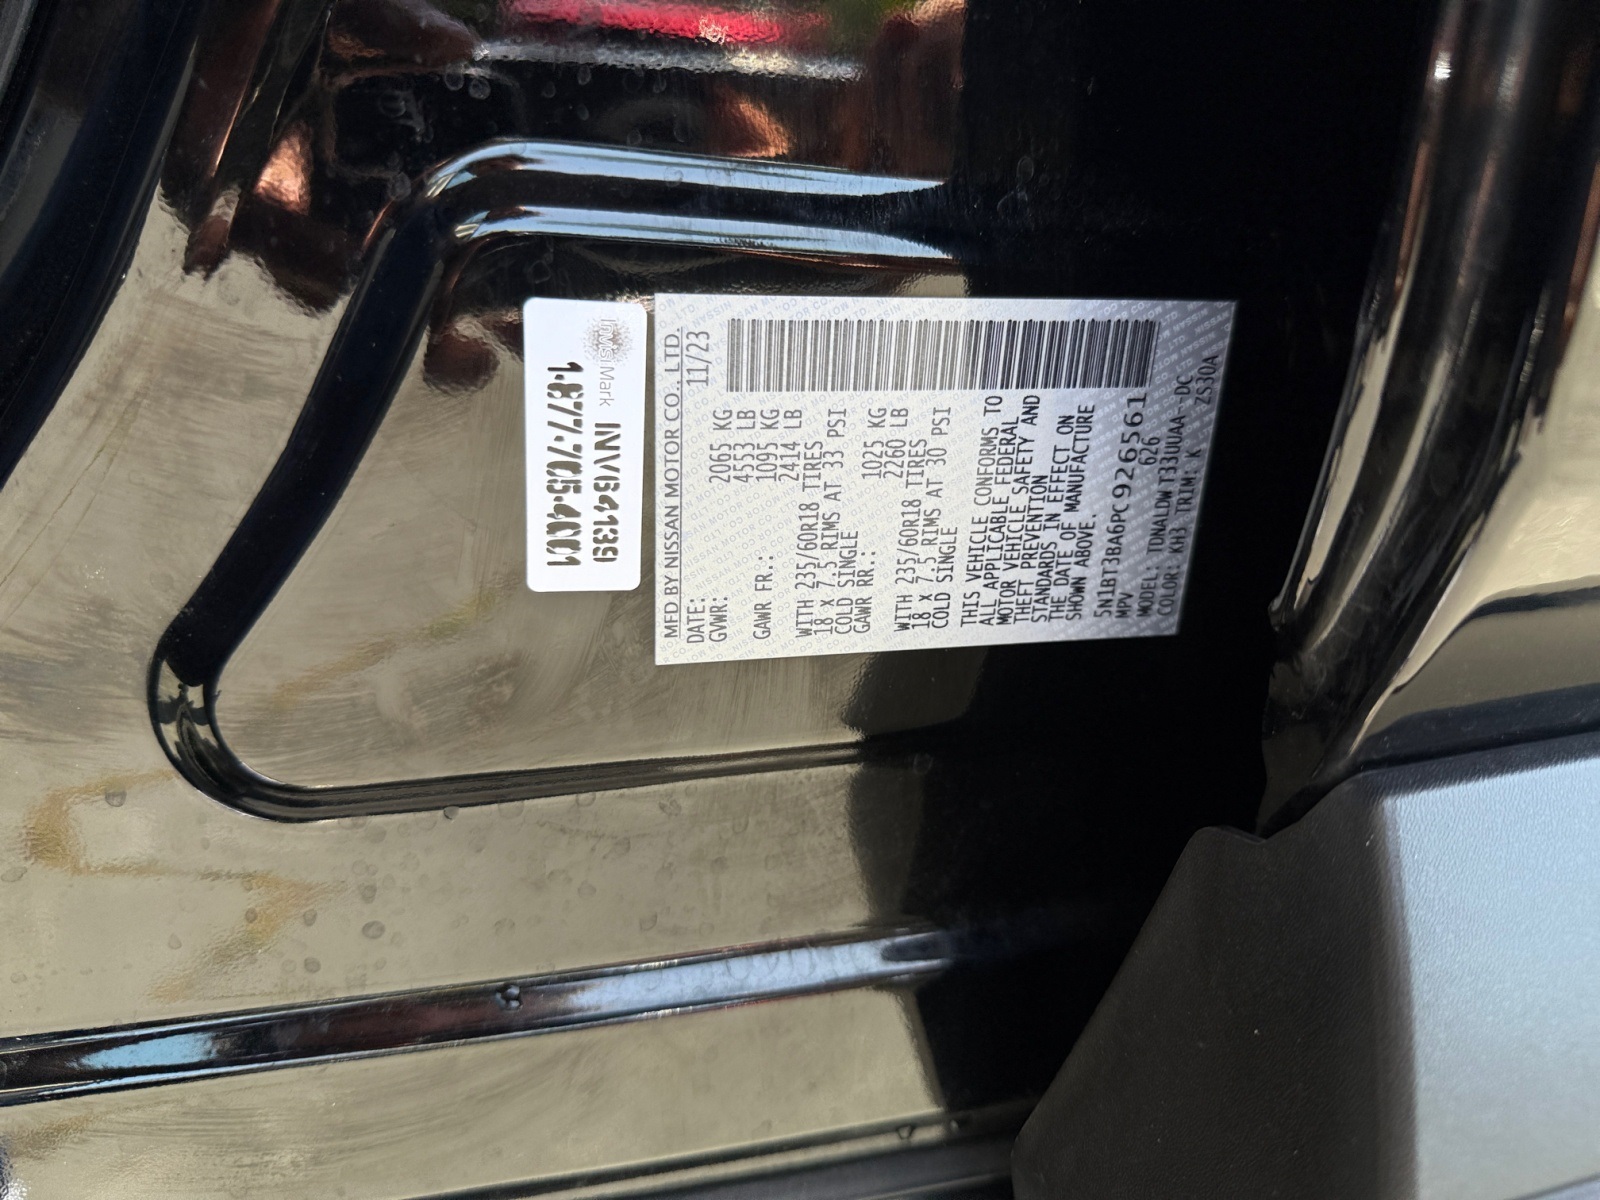 InVisiMark
INV64139
1-877-705-4001
MFD BY NISSAN MOTOR CO., LTD.
DATE: 11/23
GVWR: 2065 KG
4553 LB
GAWR FR.: 1095 KG
2414 LB
WITH 235/60R18 TIRES
18 X 7.5 RIMS AT 33 PSI
COLD SINGLE
GAWR RR.: 1025 KG
2260 LB
WITH 235/60R18 TIRES
18 X 7.5 RIMS AT 30 PSI
COLD SINGLE
THIS VEHICLE CONFORMS TO
ALL APPLICABLE FEDERAL
MOTOR VEHICLE SAFETY AND
THEFT PREVENTION
STANDARDS IN EFFECT ON
THE DATE OF MANUFACTURE
SHOWN ABOVE.
5N1BT3BA6PC926561
MPV 626
MODEL: TDNALDWT33UUAA-DC
COLOR: KH3 TRIM: K ZS30A